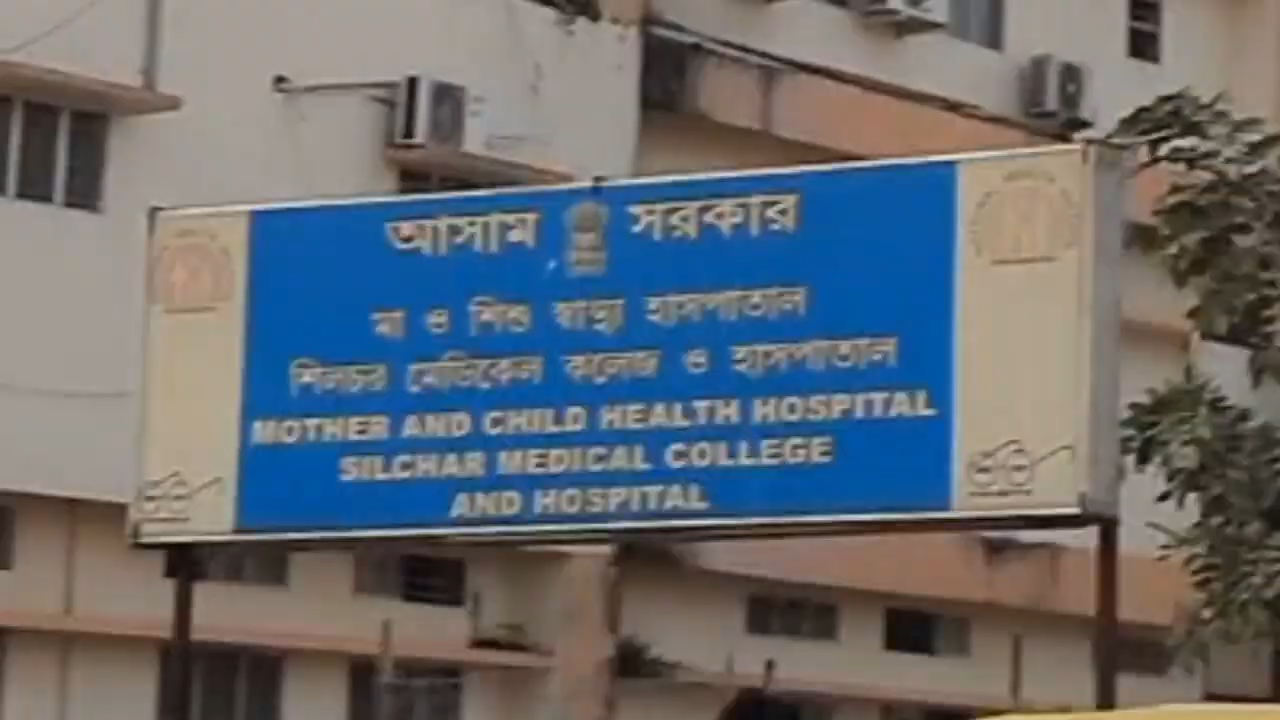 আসাম সরকার
মা ও শিশু স্বাস্থ্য হাসপাতাল
শিলচর মেডিকেল কলেজ ও হাসপাতাল
MOTHER AND CHILD HEALTH HOSPITAL
SILCHAR MEDICAL COLLEGE
AND HOSPITAL